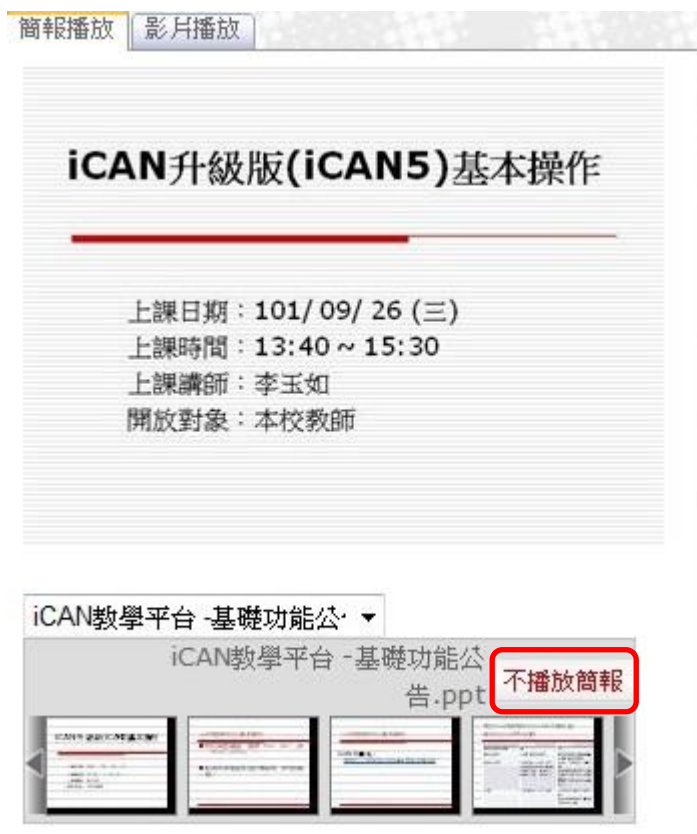 簡報播放
影片播放
iCAN升級版(iCAN5)基本操作
上課日期：101/ 09/ 26 (三)
上課時間：13:40 ~ 15:30
上課講師：李玉如
開放對象：本校教師
iCAN教學平台 -基礎功能公
iCAN教學平台 -基礎功能公
告.ppt
不播放簡報